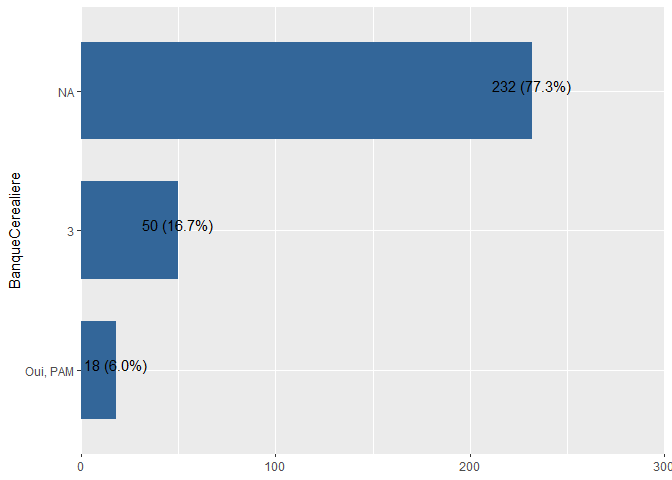 BanqueCerealiere
NA
232 (77.3%)
3
50 (16.7%)
Oui, PAM
18 (6.0%)
0
100
200
300